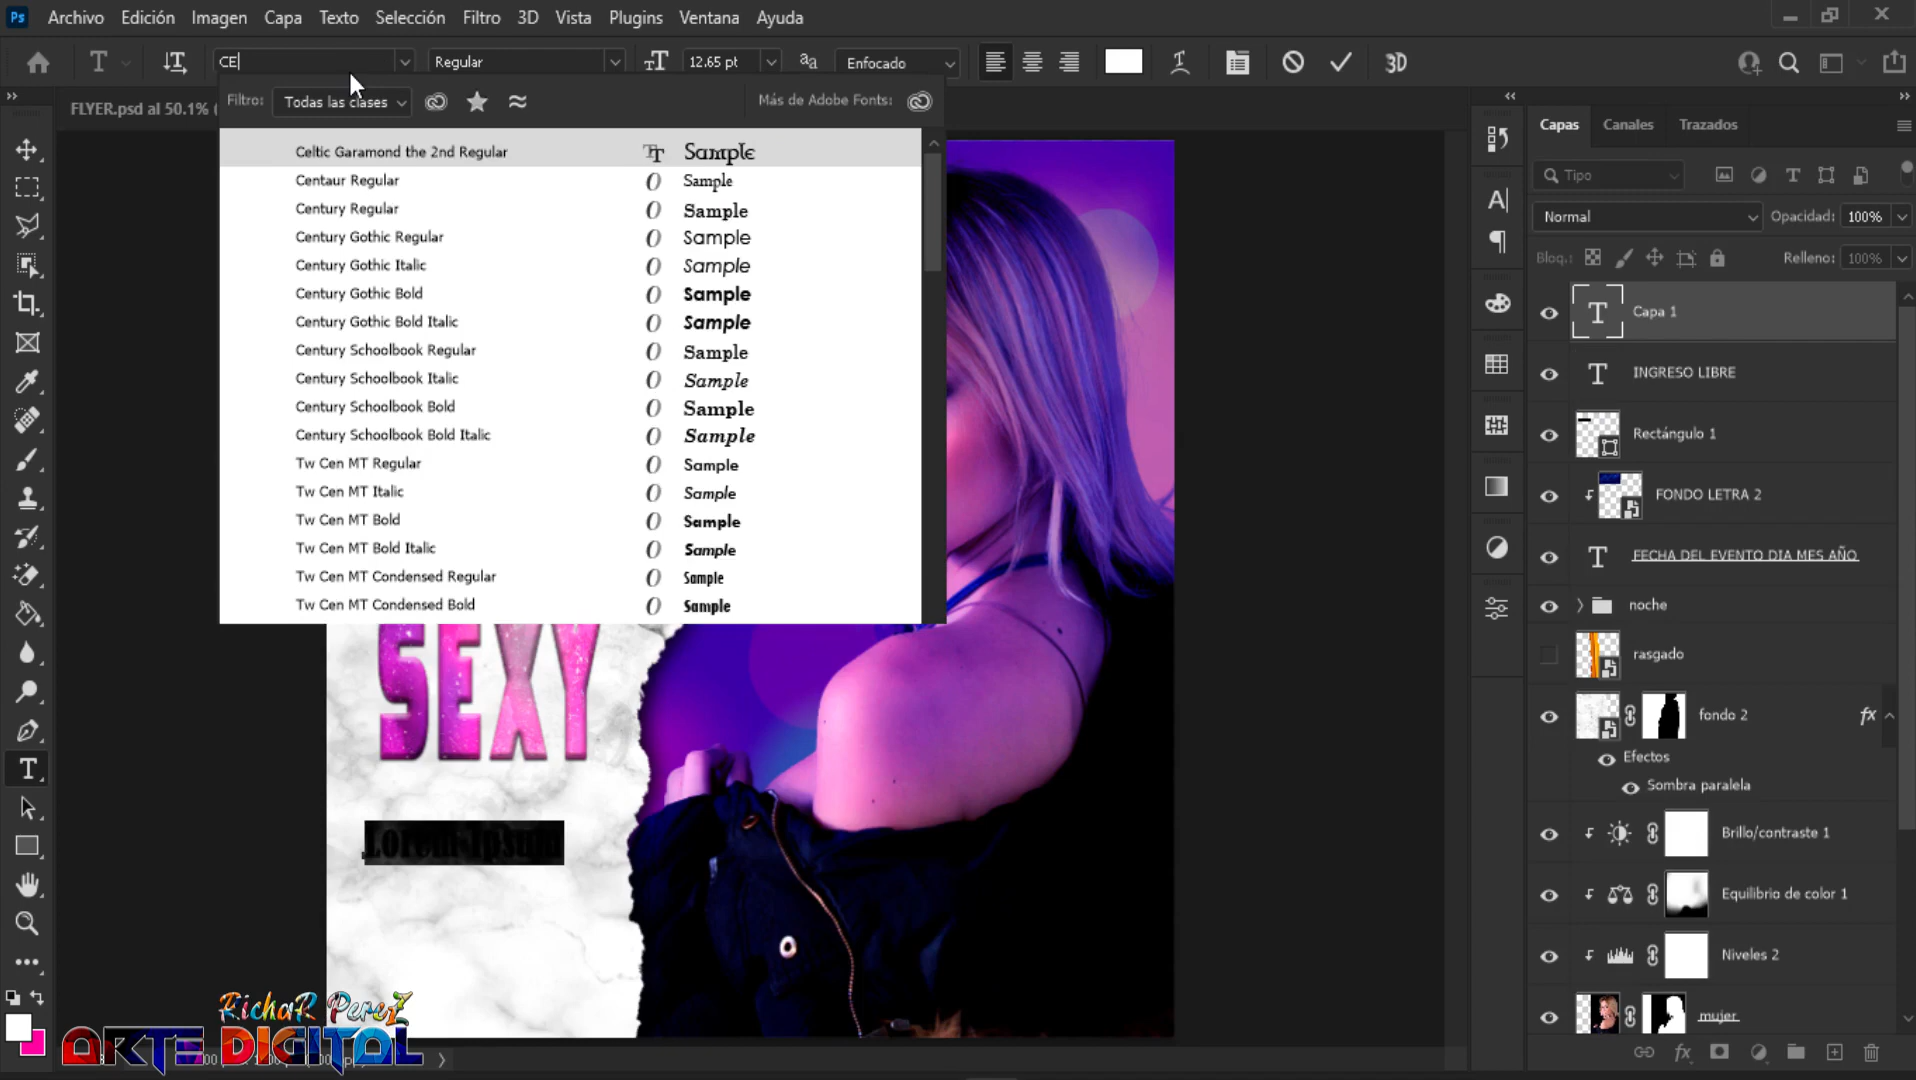 Ps Archivo Edición Imagen Capa Texto Selección Filtro 3D Vista Plugins Ventana Ayuda
CE Regular 12.65 pt aa Enfocado 3D
Filtro: Todas las clases Más de Adobe Fonts:
FLYER.psd al 50.1% (
Celtic Garamond the 2nd Regular Sample
Centaur Regular Sample
Century Regular Sample
Century Gothic Regular Sample
Century Gothic Italic Sample
Century Gothic Bold Sample
Century Gothic Bold Italic Sample
Century Schoolbook Regular Sample
Century Schoolbook Italic Sample
Century Schoolbook Bold Sample
Century Schoolbook Bold Italic Sample
Tw Cen MT Regular Sample
Tw Cen MT Italic Sample
Tw Cen MT Bold Sample
Tw Cen MT Bold Italic Sample
Tw Cen MT Condensed Regular Sample
Tw Cen MT Condensed Bold Sample
SEXY
Lorem Ipsum
RichaR PereZ
ARTE DIGITAL
Capas Canales Trazados
Tipo
Normal Opacidad: 100%
Bloq.: Relleno: 100%
Capa 1
INGRESO LIBRE
Rectángulo 1
FONDO LETRA 2
FECHA DEL EVENTO DIA MES AÑO
noche
rasgado
fondo 2 fx
Efectos
Sombra paralela
Brillo/contraste 1
Equilibrio de color 1
Niveles 2
mujer
fx